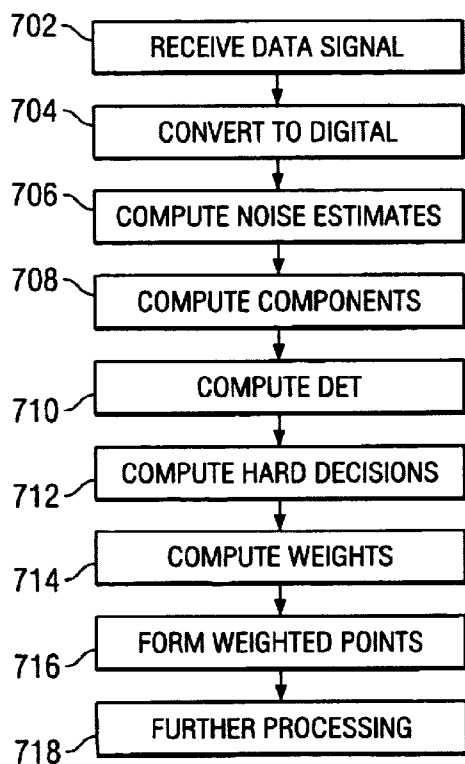 702 RECEIVE DATA SIGNAL
704 CONVERT TO DIGITAL
706 COMPUTE NOISE ESTIMATES
708 COMPUTE COMPONENTS
710 COMPUTE DET
712 COMPUTE HARD DECISIONS
714 COMPUTE WEIGHTS
716 FORM WEIGHTED POINTS
718 FURTHER PROCESSING